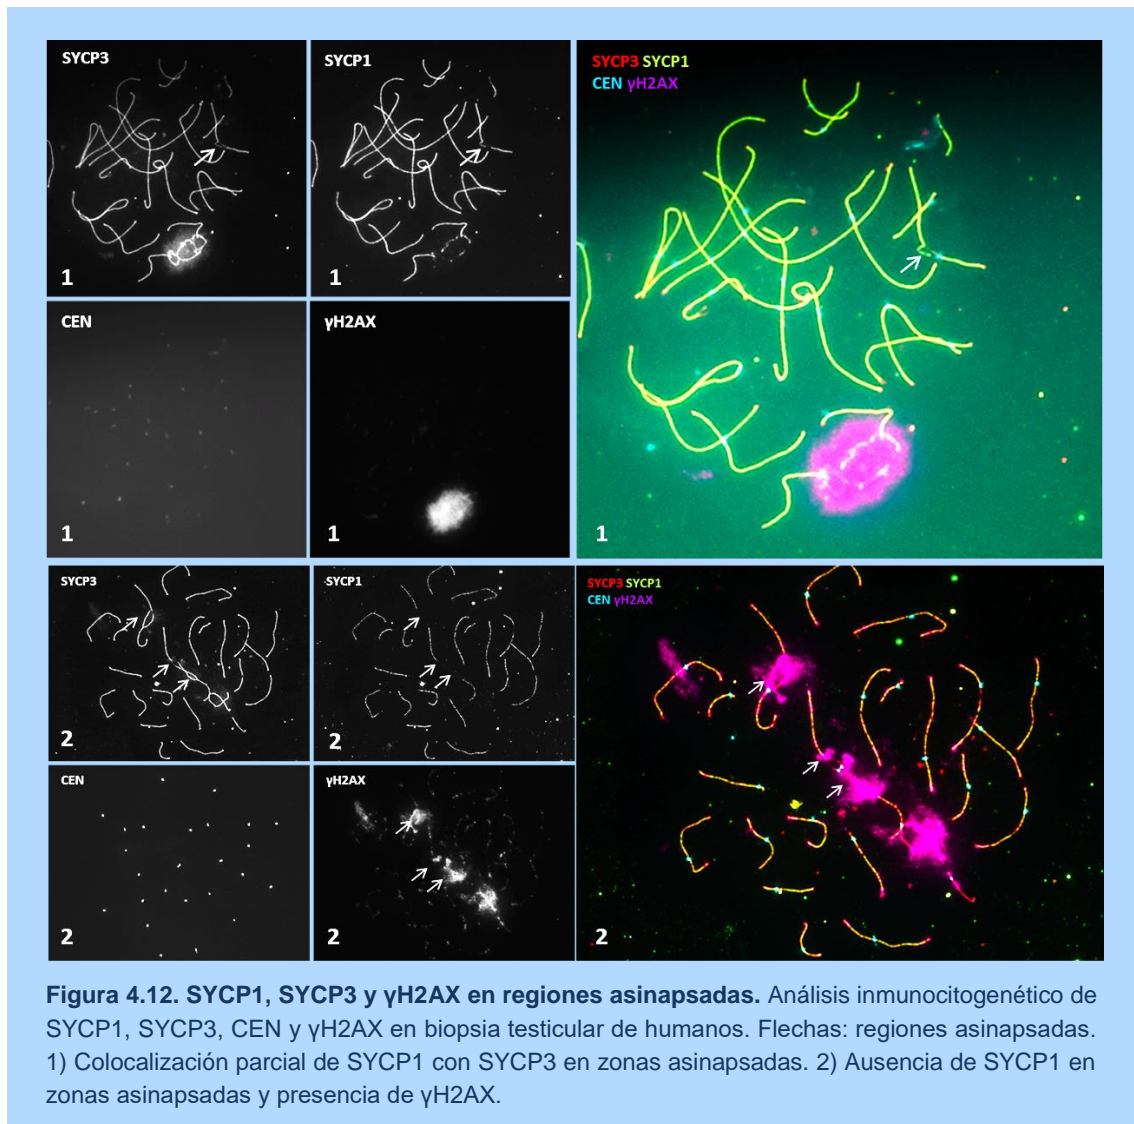 SYCP3
SYCP1
SYCP3 SYCP1
CEN γH2AX
1
1
CEN
γH2AX
1
1
1
SYCP3
SYCP1
SYCP3 SYCP1
CEN γH2AX
2
2
CEN
γH2AX
2
2
2
Figura 4.12. SYCP1, SYCP3 y γH2AX en regiones asinapsadas. Análisis inmunocitogenético de
SYCP1, SYCP3, CEN y γH2AX en biopsia testicular de humanos. Flechas: regiones asinapsadas.
1) Colocalización parcial de SYCP1 con SYCP3 en zonas asinapsadas. 2) Ausencia de SYCP1 en
zonas asinapsadas y presencia de γH2AX.